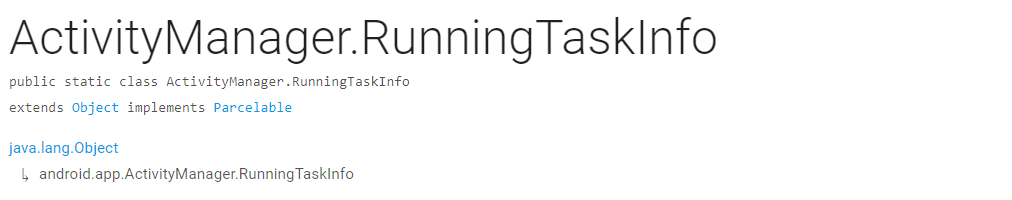 ActivityManager.RunningTaskInfo
public static class ActivityManager.RunningTaskInfo
extends Object implements Parcelable
java.lang.Object
↳ android.app.ActivityManager.RunningTaskInfo